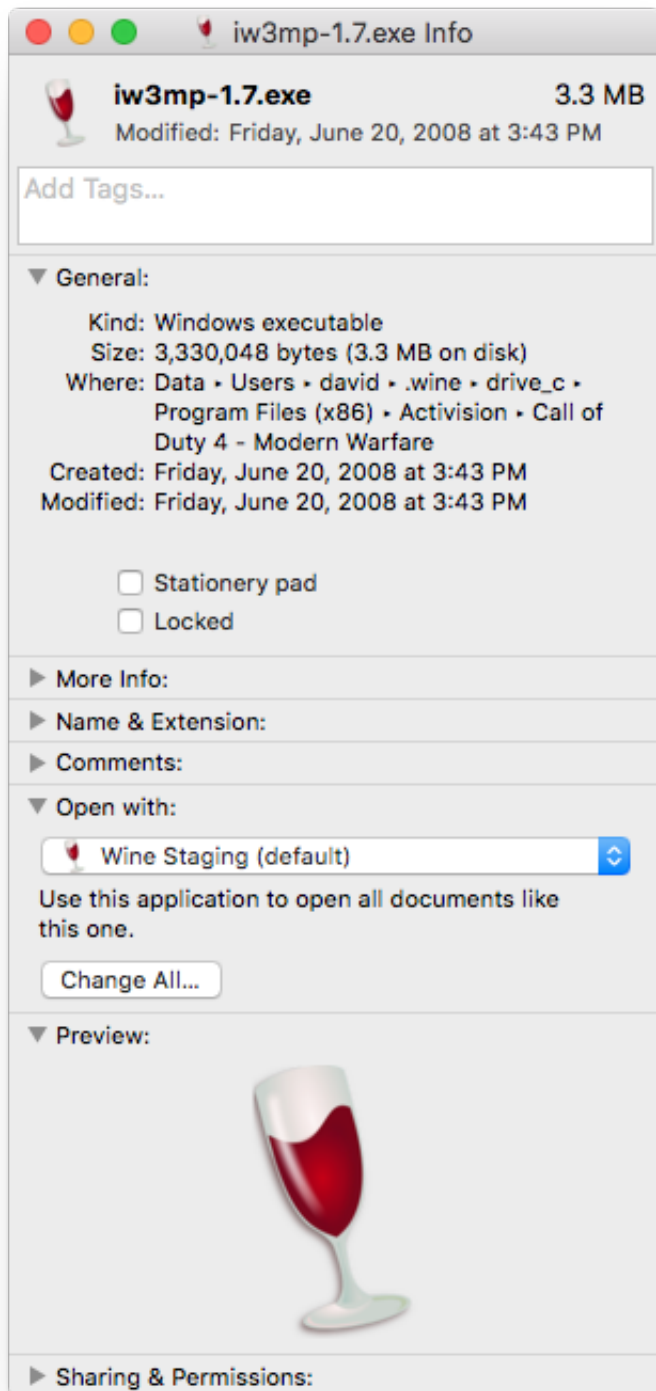 iw3mp-1.7.exe Info
iw3mp-1.7.exe 3.3 MB
Modified: Friday, June 20, 2008 at 3:43 PM
Add Tags...
General:
Kind: Windows executable
Size: 3,330,048 bytes (3.3 MB on disk)
Where: Data ▸ Users ▸ david ▸ .wine ▸ drive_c ▸
Program Files (x86) ▸ Activision ▸ Call of
Duty 4 - Modern Warfare
Created: Friday, June 20, 2008 at 3:43 PM
Modified: Friday, June 20, 2008 at 3:43 PM
Stationery pad
Locked
More Info:
Name & Extension:
Comments:
Open with:
Wine Staging (default)
Use this application to open all documents like
this one.
Change All...
Preview:
Sharing & Permissions: